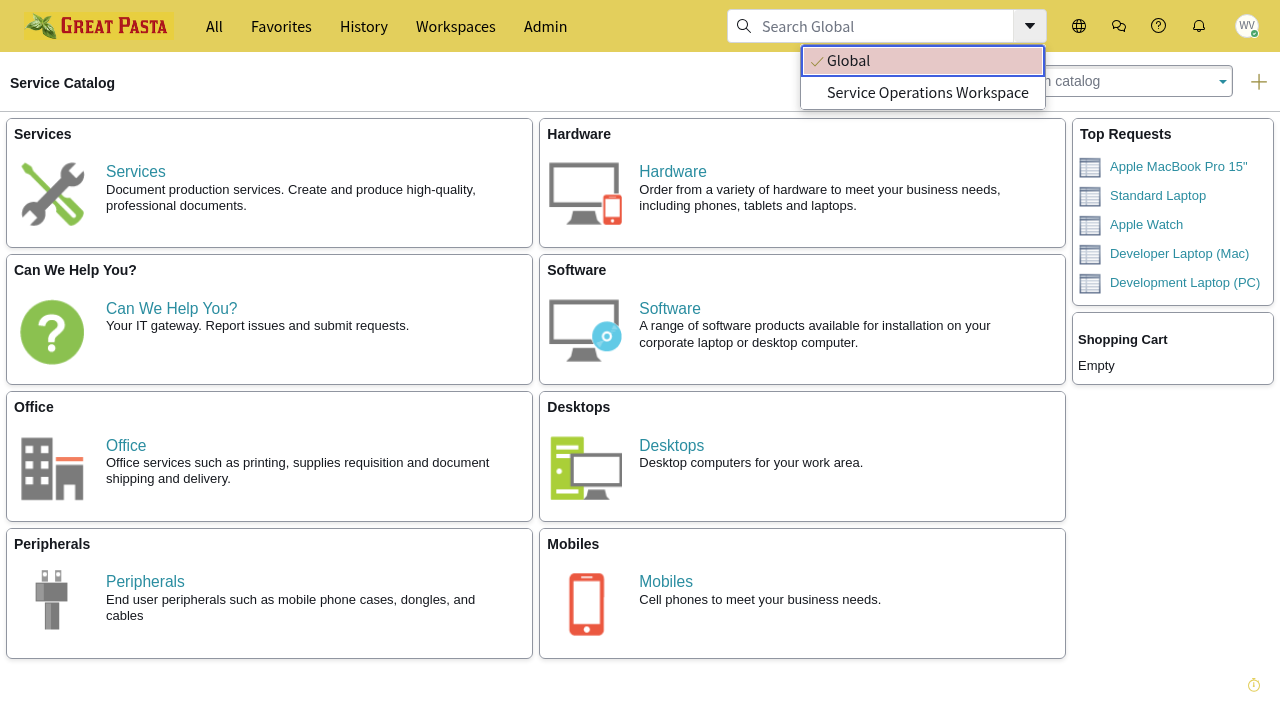 GREAT PASTA
All
Favorites
History
Workspaces
Admin
Search Global
WV
Global
Service Operations Workspace
Service Catalog
catalog
Services
Services
Document production services. Create and produce high-quality,
professional documents.
Hardware
Hardware
Order from a variety of hardware to meet your business needs,
including phones, tablets and laptops.
Top Requests
Apple MacBook Pro 15"
Standard Laptop
Apple Watch
Developer Laptop (Mac)
Development Laptop (PC)
Can We Help You?
Can We Help You?
Your IT gateway. Report issues and submit requests.
Software
Software
A range of software products available for installation on your
corporate laptop or desktop computer.
Shopping Cart
Empty
Office
Office
Office services such as printing, supplies requisition and document
shipping and delivery.
Desktops
Desktops
Desktop computers for your work area.
Peripherals
Peripherals
End user peripherals such as mobile phone cases, dongles, and
cables
Mobiles
Mobiles
Cell phones to meet your business needs.